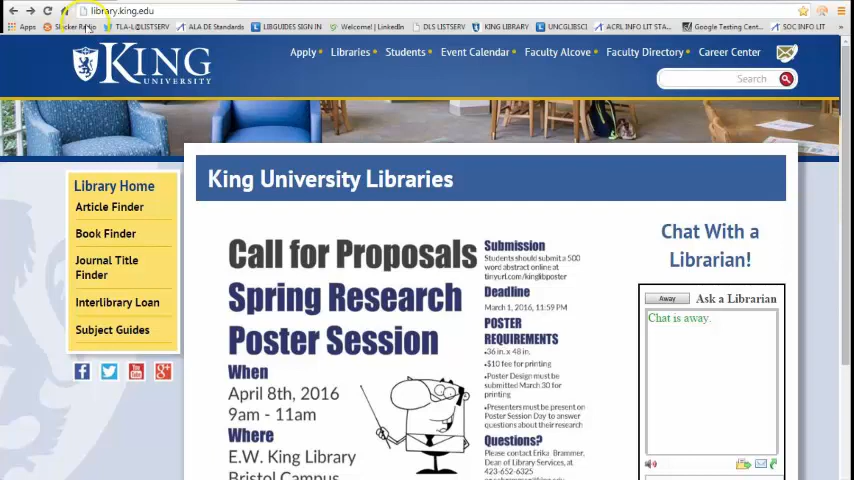 library.king.edu
Apps Slacker Radio TLA-L@LISTSERV ALA DE Standards LIBGUIDES SIGN IN Welcome! | LinkedIn DLS LISTSERV KING LIBRARY UNCGLIBSCI ACRL INFO LIT STA... Google Testing Cent... SOC INFO LIT
Apply Libraries Students Event Calendar Faculty Alcove Faculty Directory Career Center
KING
UNIVERSITY
Search
Library Home
Article Finder
Book Finder
Journal Title
Finder
Interlibrary Loan
Subject Guides
King University Libraries
Call for Proposals
Spring Research
Poster Session
When
April 8th, 2016
9am - 11am
Where
E.W. King Library
Bristol Campus
Submission
Students should submit a 500
word abstract online at
tinyurl.com/kinglibposter
Deadline
March 1, 2016, 11:59 PM
POSTER
REQUIREMENTS
•36 in. x 48 in.
•$10 fee for printing
•Poster Design must be
submitted March 30 for
printing
•Presenters must be present on
Poster Session Day to answer
questions about their research
Questions?
Please contact Erika Brammer,
Dean of Library Services, at
423-652-6325
Chat With a
Librarian!
Away Ask a Librarian
Chat is away.